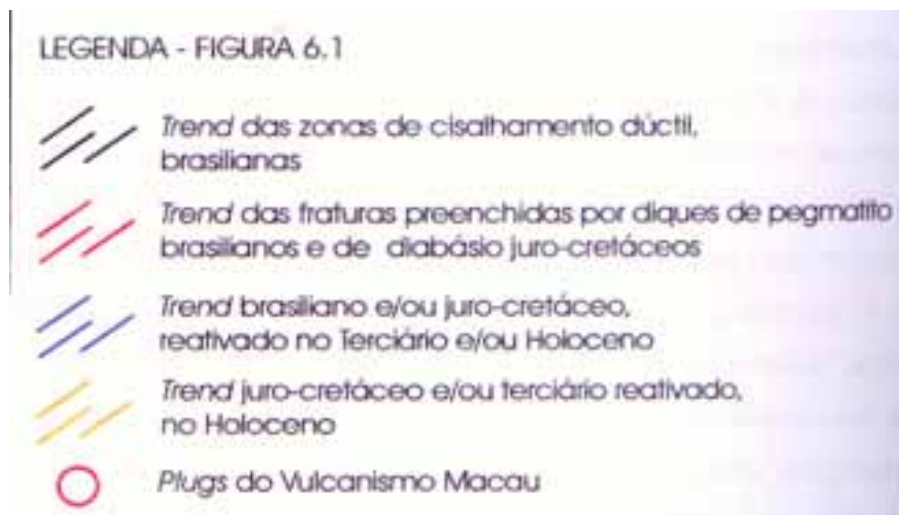 LEGENDA - FIGURA 6.1
Trend das zonas de cisalhamento dúctil,
brasilianas
Trend das fraturas preenchidas por diques de pegmatito
brasilianos e de diabásio juro-cretáceos
Trend brasiliano e/ou juro-cretáceo,
reativado no Terciário e/ou Holoceno
Trend juro-cretáceo e/ou terciário reativado,
no Holoceno
Plugs do Vulcanismo Macau